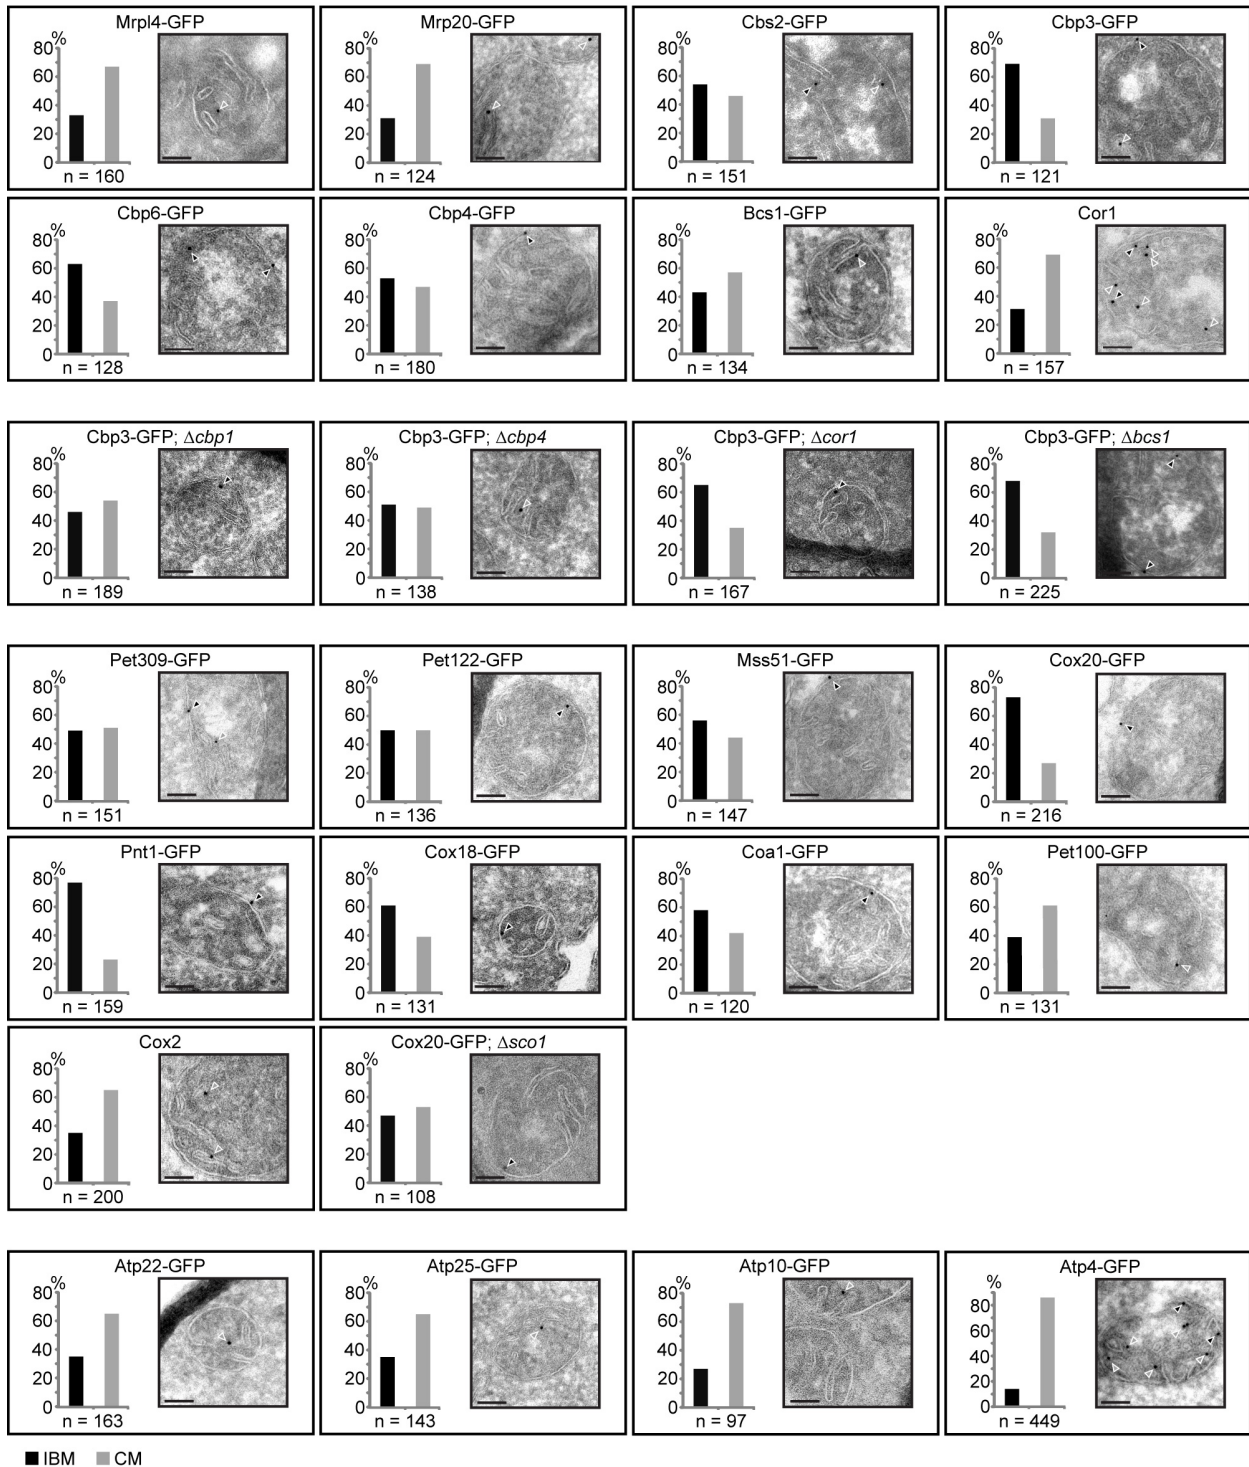 Mrpl4-GFP
%
80
60
40
20
0
n = 160
Mrp20-GFP
%
80
60
40
20
0
n = 124
Cbs2-GFP
%
80
60
40
20
0
n = 151
Cbp3-GFP
%
80
60
40
20
0
n = 121
Cbp6-GFP
%
80
60
40
20
0
n = 128
Cbp4-GFP
%
80
60
40
20
0
n = 180
Bcs1-GFP
%
80
60
40
20
0
n = 134
Cor1
%
80
60
40
20
0
n = 157
Cbp3-GFP; Δcbp1
%
80
60
40
20
0
n = 189
Cbp3-GFP; Δcbp4
%
80
60
40
20
0
n = 138
Cbp3-GFP; Δcor1
%
80
60
40
20
0
n = 167
Cbp3-GFP; Δbcs1
%
80
60
40
20
0
n = 225
Pet309-GFP
%
80
60
40
20
0
n = 151
Pet122-GFP
%
80
60
40
20
0
n = 136
Mss51-GFP
%
80
60
40
20
0
n = 147
Cox20-GFP
%
80
60
40
20
0
n = 216
Pnt1-GFP
%
80
60
40
20
0
n = 159
Cox18-GFP
%
80
60
40
20
0
n = 131
Coa1-GFP
%
80
60
40
20
0
n = 120
Pet100-GFP
%
80
60
40
20
0
n = 131
Cox2
%
80
60
40
20
0
n = 200
Cox20-GFP; Δsco1
%
80
60
40
20
0
n = 108
Atp22-GFP
%
80
60
40
20
0
n = 163
Atp25-GFP
%
80
60
40
20
0
n = 143
Atp10-GFP
%
80
60
40
20
0
n = 97
Atp4-GFP
%
80
60
40
20
0
n = 449
IBM CM